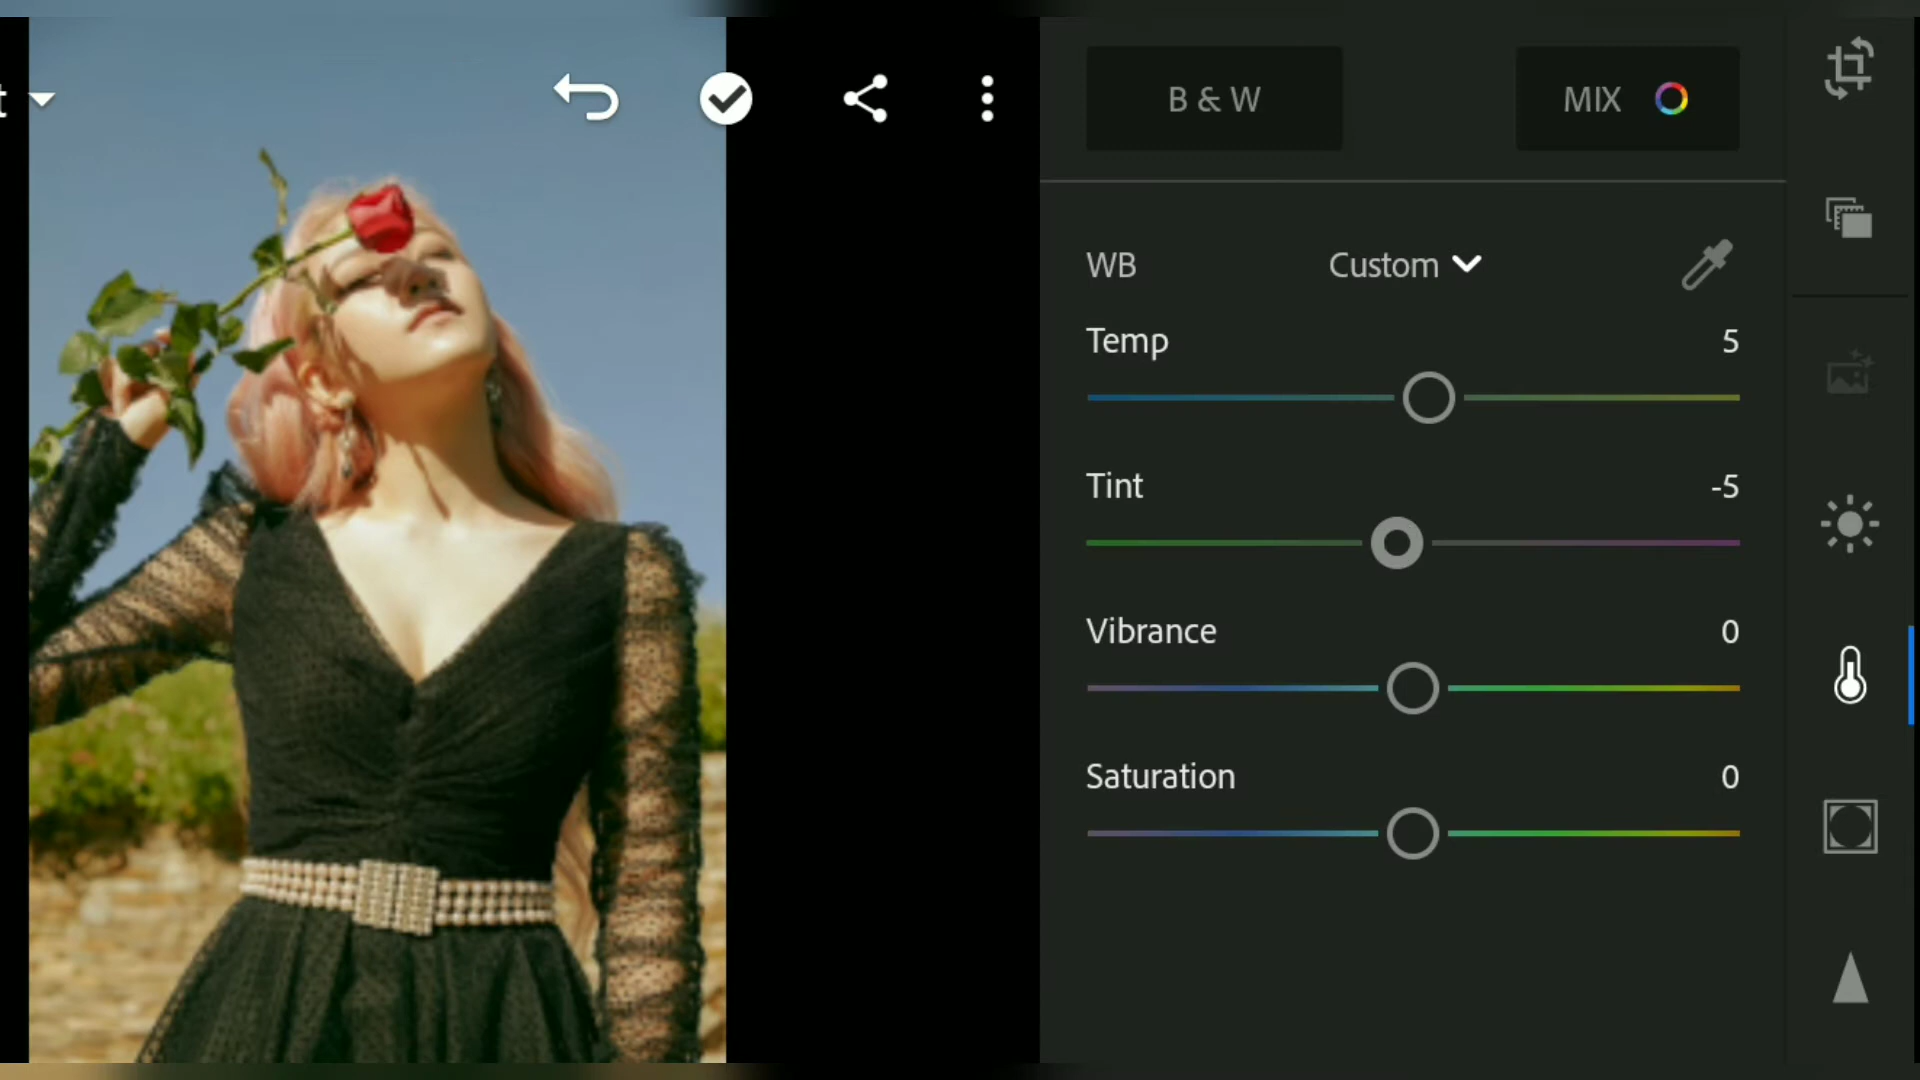 t
B & W
MIX
WB Custom
Temp 5
Tint -5
Vibrance 0
Saturation 0